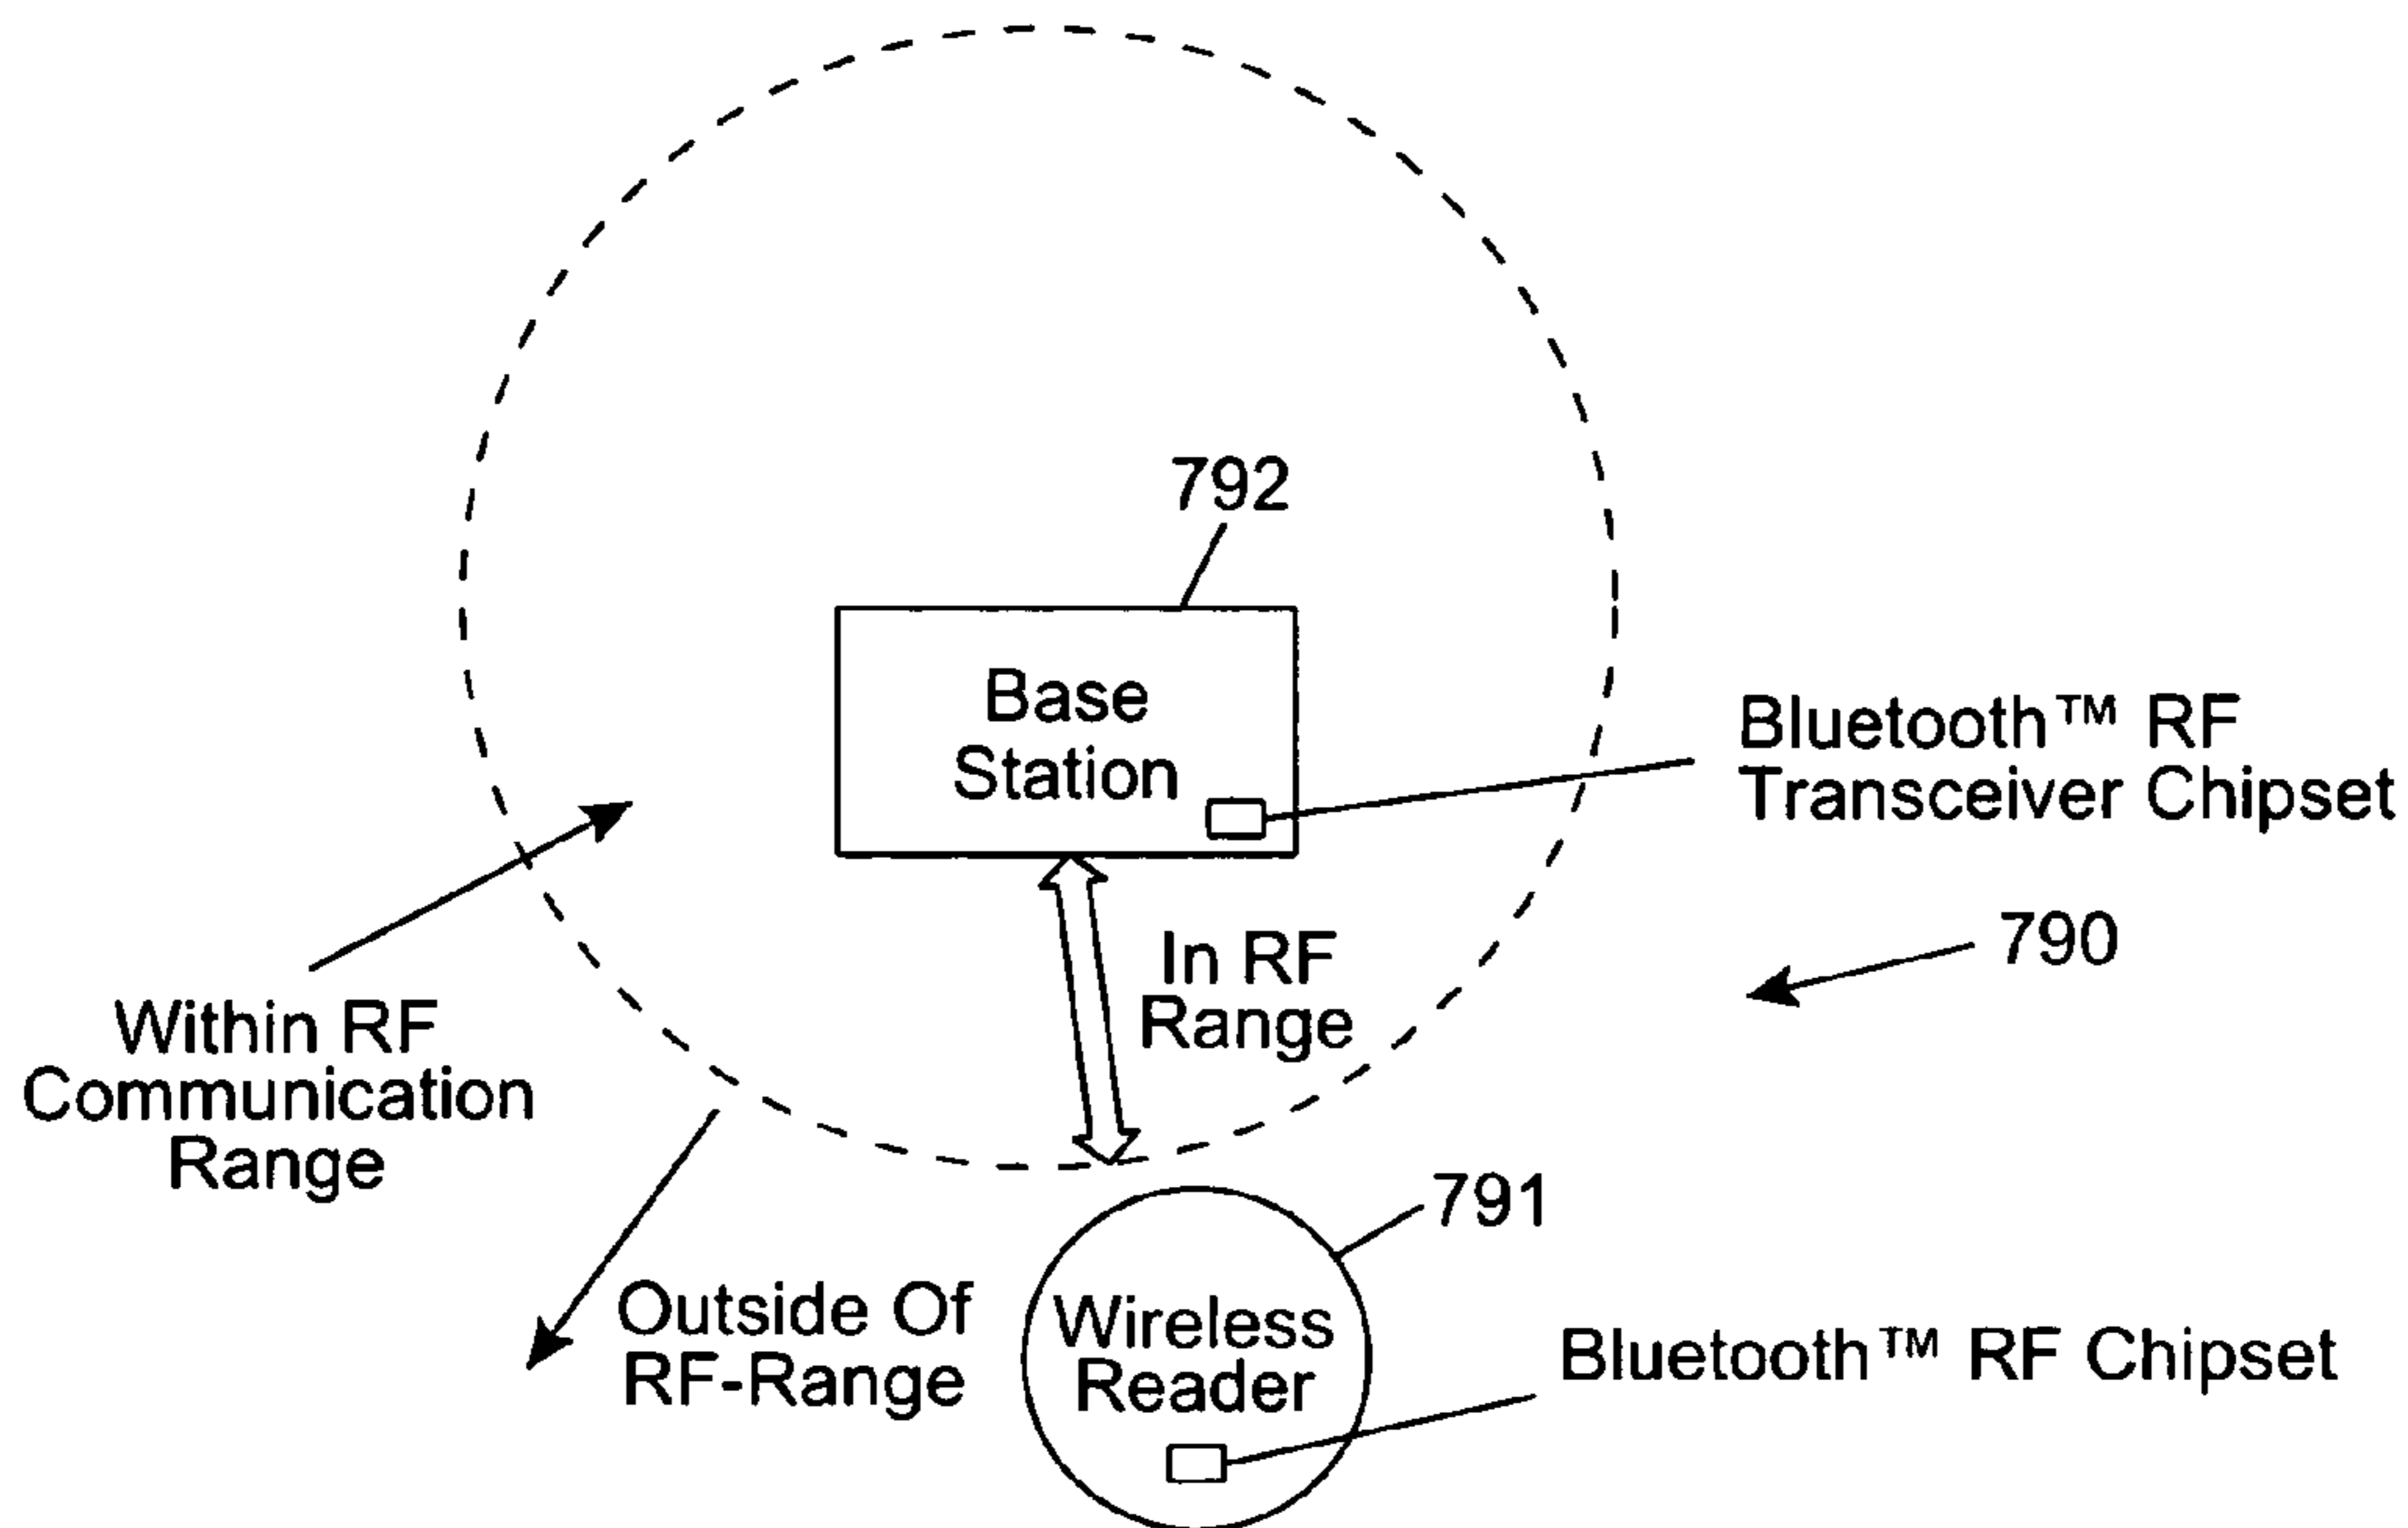 792
Base
Station
Bluetooth™ RF
Transceiver Chipset
790
In RF
Range
Within RF
Communication
Range
791
Outside Of
RF-Range
Wireless
Reader
Bluetooth™ RF Chipset